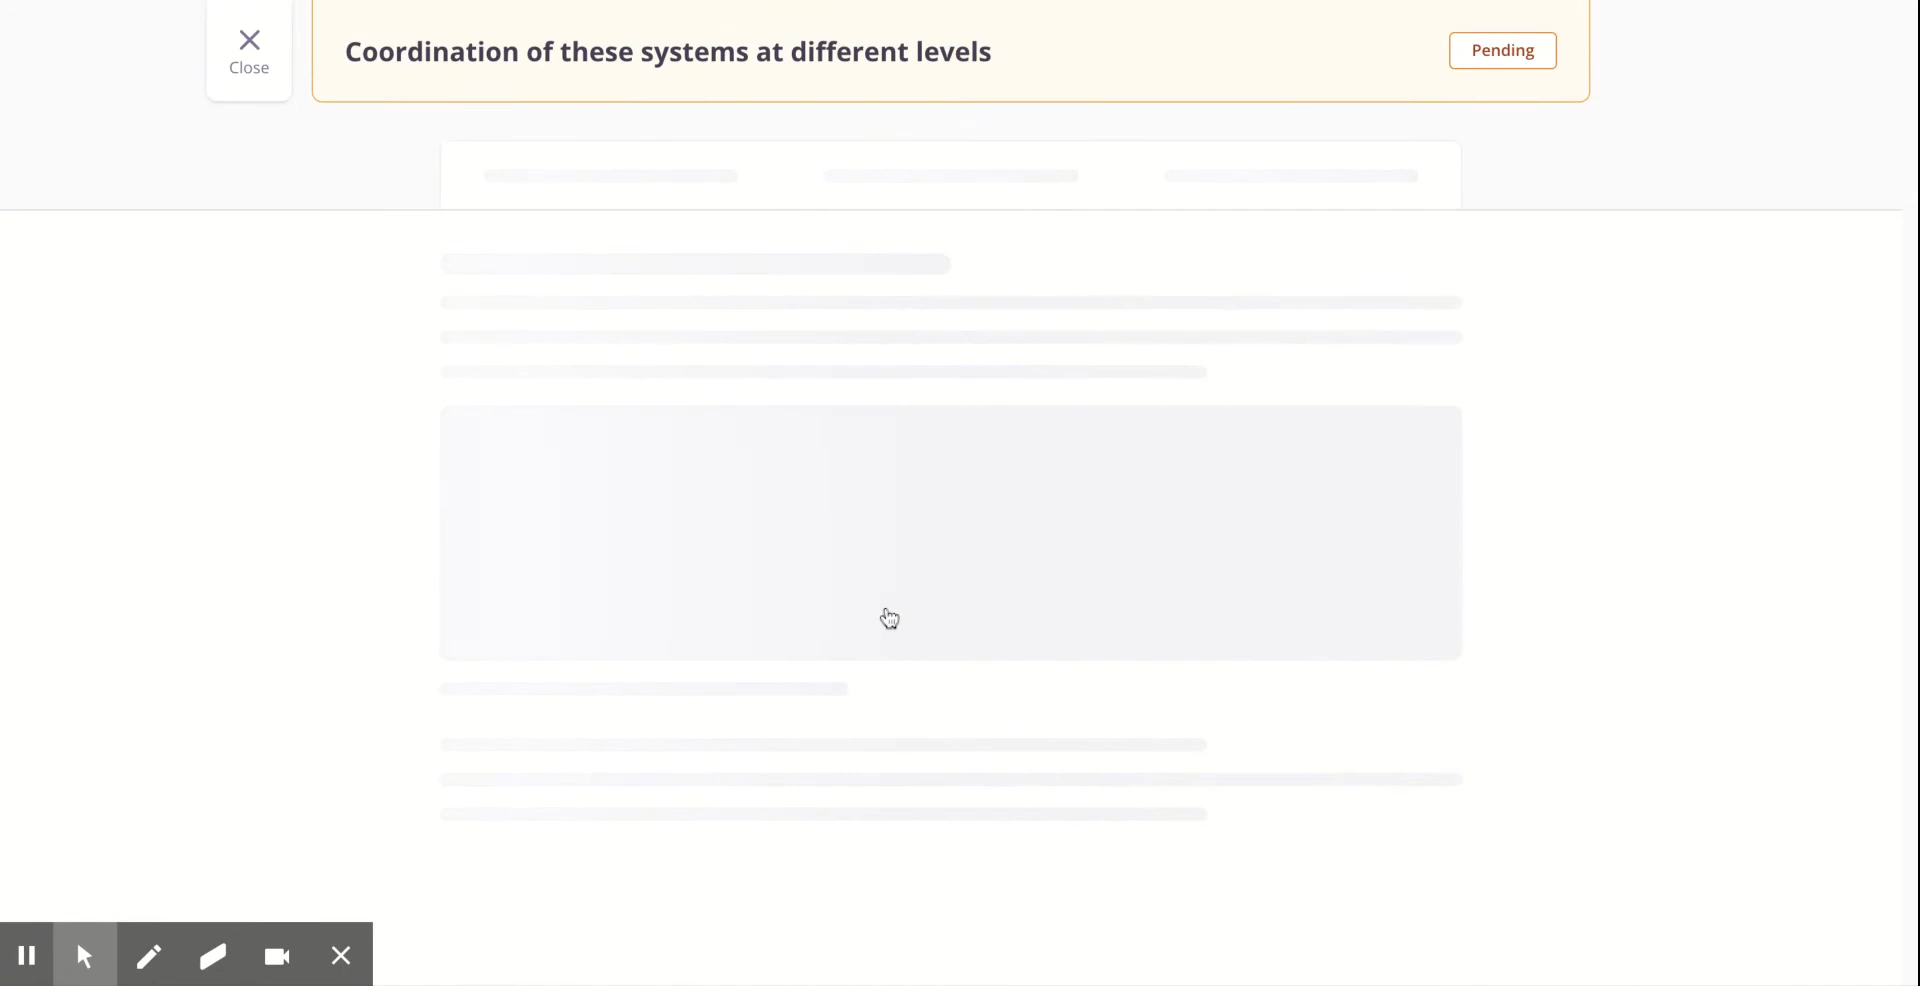 Close
Coordination of these systems at different levels
Pending